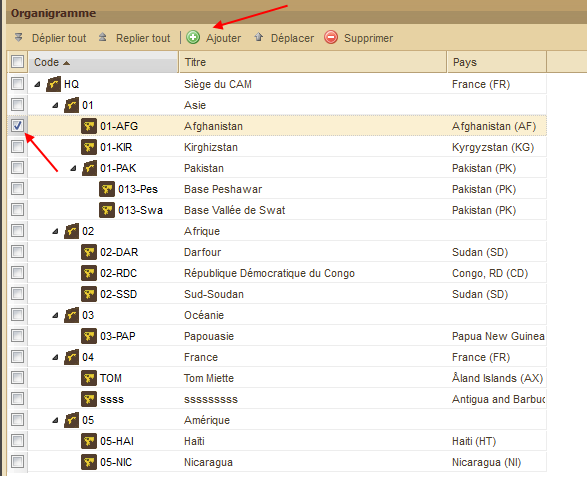 Organigramme
Déplier tout Replier tout Ajouter Déplacer Supprimer
Code Titre Pays
HQ Siège du CAM France (FR)
01 Asie
01-AFG Afghanistan Afghanistan (AF)
01-KIR Kirghizstan Kyrgyzstan (KG)
01-PAK Pakistan Pakistan (PK)
013-Pes Base Peshawar Pakistan (PK)
013-Swa Base Vallée de Swat Pakistan (PK)
02 Afrique
02-DAR Darfour Sudan (SD)
02-RDC République Démocratique du Congo Congo, RD (CD)
02-SSD Sud-Soudan Sudan (SD)
03 Océanie
03-PAP Papouasie Papua New Guinea
04 France France (FR)
TOM Tom Miette Åland Islands (AX)
ssss sssssssss Antigua and Barbuc
05 Amérique
05-HAI Haïti Haiti (HT)
05-NIC Nicaragua Nicaragua (NI)